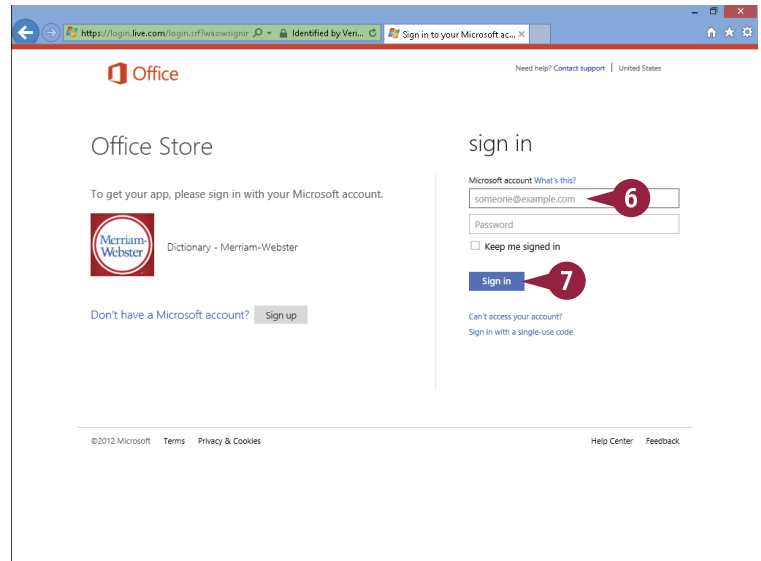 https://login.live.com/login.srf?wa=wsignir
Identified by Veri...
Sign in to your Microsoft ac...
Office
Need help? Contact support | United States
Office Store
To get your app, please sign in with your Microsoft account.
Merriam-
Webster
Dictionary - Merriam-Webster
Don't have a Microsoft account?
Sign up
sign in
Microsoft account What's this?
someone@example.com
6
Password
Keep me signed in
Sign in
7
Can't access your account?
Sign in with a single-use code
©2012 Microsoft Terms Privacy & Cookies
Help Center Feedback